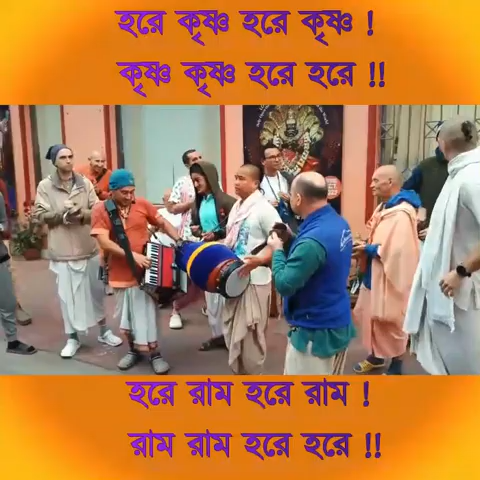 হরে কৃষ্ণ হরে কৃষ্ণ !
কৃষ্ণ কৃষ্ণ হরে হরে !!
হরে রাম হরে রাম !
রাম রাম হরে হরে !!